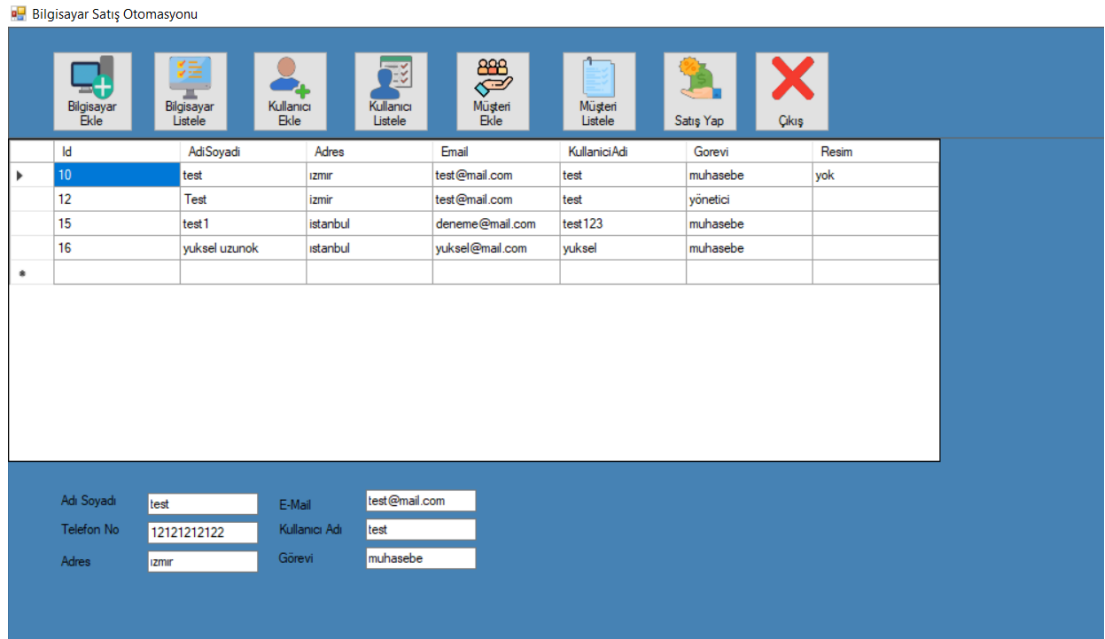 Bilgisayar Satış Otomasyonu
Bilgisayar Ekle
Bilgisayar Listele
Kullanıcı Ekle
Kullanıcı Listele
Müşteri Ekle
Müşteri Listele
Satış Yap
Çıkış
Id AdiSoyadi Adres Email KullaniciAdi Gorevi Resim
10 test ızmır test@mail.com test muhasebe yok
12 Test izmir test@mail.com test yönetici
15 test1 istanbul deneme@mail.com test123 muhasebe
16 yuksel uzunok ıstanbul yuksel@mail.com yuksel muhasebe
Adı Soyadı test E-Mail test@mail.com
Telefon No 12121212122 Kullanıcı Adı test
Adres ızmır Görevi muhasebe